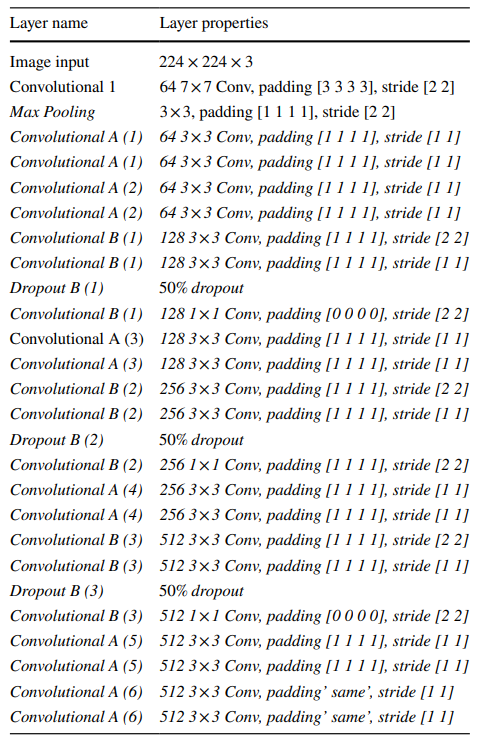 Layer name Layer properties
Image input 224 × 224 × 3
Convolutional 1 64 7×7 Conv, padding [3 3 3 3], stride [2 2]
Max Pooling 3×3, padding [1 1 1 1], stride [2 2]
Convolutional A (1) 64 3×3 Conv, padding [1 1 1 1], stride [1 1]
Convolutional A (1) 64 3×3 Conv, padding [1 1 1 1], stride [1 1]
Convolutional A (2) 64 3×3 Conv, padding [1 1 1 1], stride [1 1]
Convolutional A (2) 64 3×3 Conv, padding [1 1 1 1], stride [1 1]
Convolutional B (1) 128 3×3 Conv, padding [1 1 1 1], stride [2 2]
Convolutional B (1) 128 3×3 Conv, padding [1 1 1 1], stride [1 1]
Dropout B (1) 50% dropout
Convolutional B (1) 128 1×1 Conv, padding [0 0 0 0], stride [2 2]
Convolutional A (3) 128 3×3 Conv, padding [1 1 1 1], stride [1 1]
Convolutional A (3) 128 3×3 Conv, padding [1 1 1 1], stride [1 1]
Convolutional B (2) 256 3×3 Conv, padding [1 1 1 1], stride [2 2]
Convolutional B (2) 256 3×3 Conv, padding [1 1 1 1], stride [1 1]
Dropout B (2) 50% dropout
Convolutional B (2) 256 1×1 Conv, padding [1 1 1 1], stride [2 2]
Convolutional A (4) 256 3×3 Conv, padding [1 1 1 1], stride [1 1]
Convolutional A (4) 256 3×3 Conv, padding [1 1 1 1], stride [1 1]
Convolutional B (3) 512 3×3 Conv, padding [1 1 1 1], stride [2 2]
Convolutional B (3) 512 3×3 Conv, padding [1 1 1 1], stride [1 1]
Dropout B (3) 50% dropout
Convolutional B (3) 512 1×1 Conv, padding [0 0 0 0], stride [2 2]
Convolutional A (5) 512 3×3 Conv, padding [1 1 1 1], stride [1 1]
Convolutional A (5) 512 3×3 Conv, padding [1 1 1 1], stride [1 1]
Convolutional A (6) 512 3×3 Conv, padding’ same’, stride [1 1]
Convolutional A (6) 512 3×3 Conv, padding’ same’, stride [1 1]